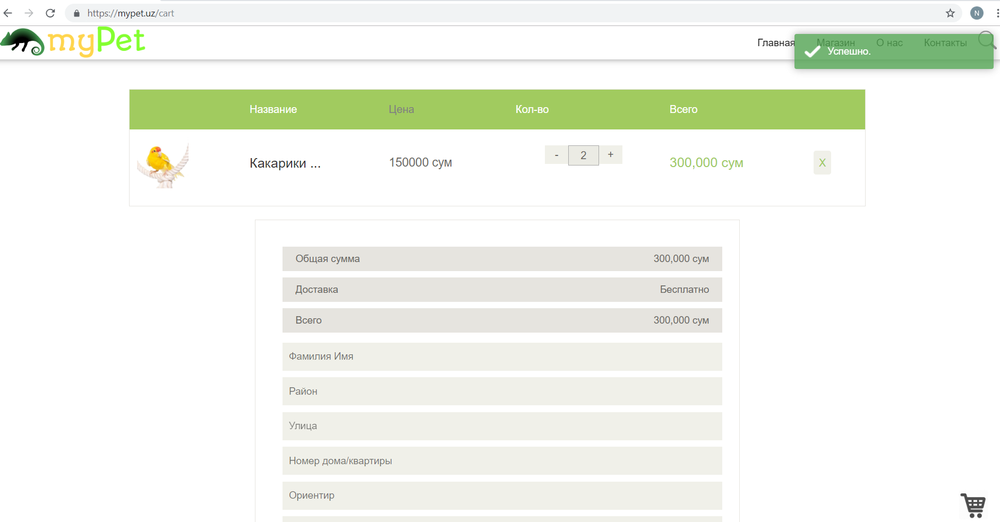 https://mypet.uz/cart
N
myPet
Главная Магазин О нас Контакты
Успешно.
Название Цена Кол-во Всего
Какарики ... 150000 сум - 2 + 300,000 сум X
Общая сумма 300,000 сум
Доставка Бесплатно
Всего 300,000 сум
Фамилия Имя
Район
Улица
Номер дома/квартиры
Ориентир